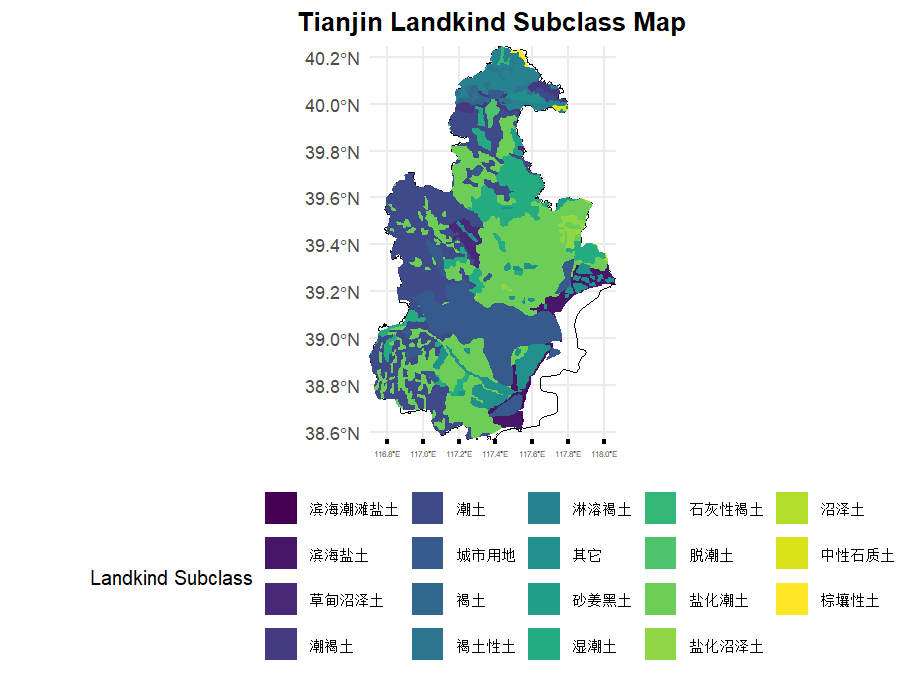 Tianjin Landkind Subclass Map
40.2°N
40.0°N
39.8°N
39.6°N
39.4°N
39.2°N
39.0°N
38.8°N
38.6°N
116.8°E 117.0°E 117.2°E 117.4°E 117.6°E 117.8°E 118.0°E
Landkind Subclass
滨海潮滩盐土 潮土 淋溶褐土 石灰性褐土 沼泽土
滨海盐土 城市用地 其它 脱潮土 中性石质土
草甸沼泽土 褐土 砂姜黑土 盐化潮土 棕壤性土
潮褐土 褐土性土 湿潮土 盐化沼泽土